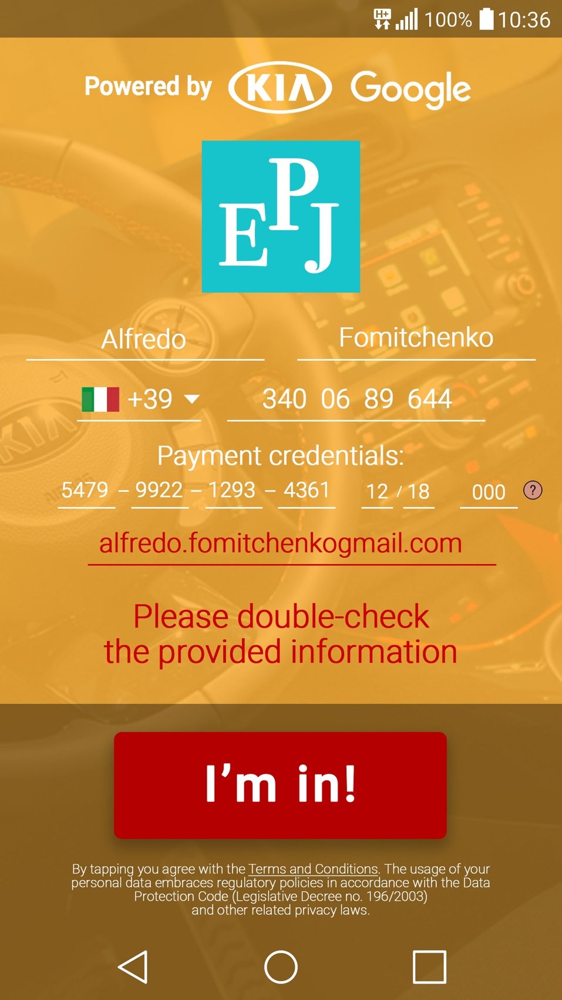 H+ 100% 10:36
Powered by KIA Google
EPJ
Alfredo Fomitchenko
+39 340 06 89 644
KIA
Payment credentials:
5479 – 9922 – 1293 – 4361 12 / 18 000 ?
alfredo.fomitchenkogmail.com
Please double-check
the provided information
I'm in!
By tapping you agree with the Terms and Conditions. The usage of your
personal data embraces regulatory policies in accordance with the Data
Protection Code (Legislative Decree no. 196/2003)
and other related privacy laws.